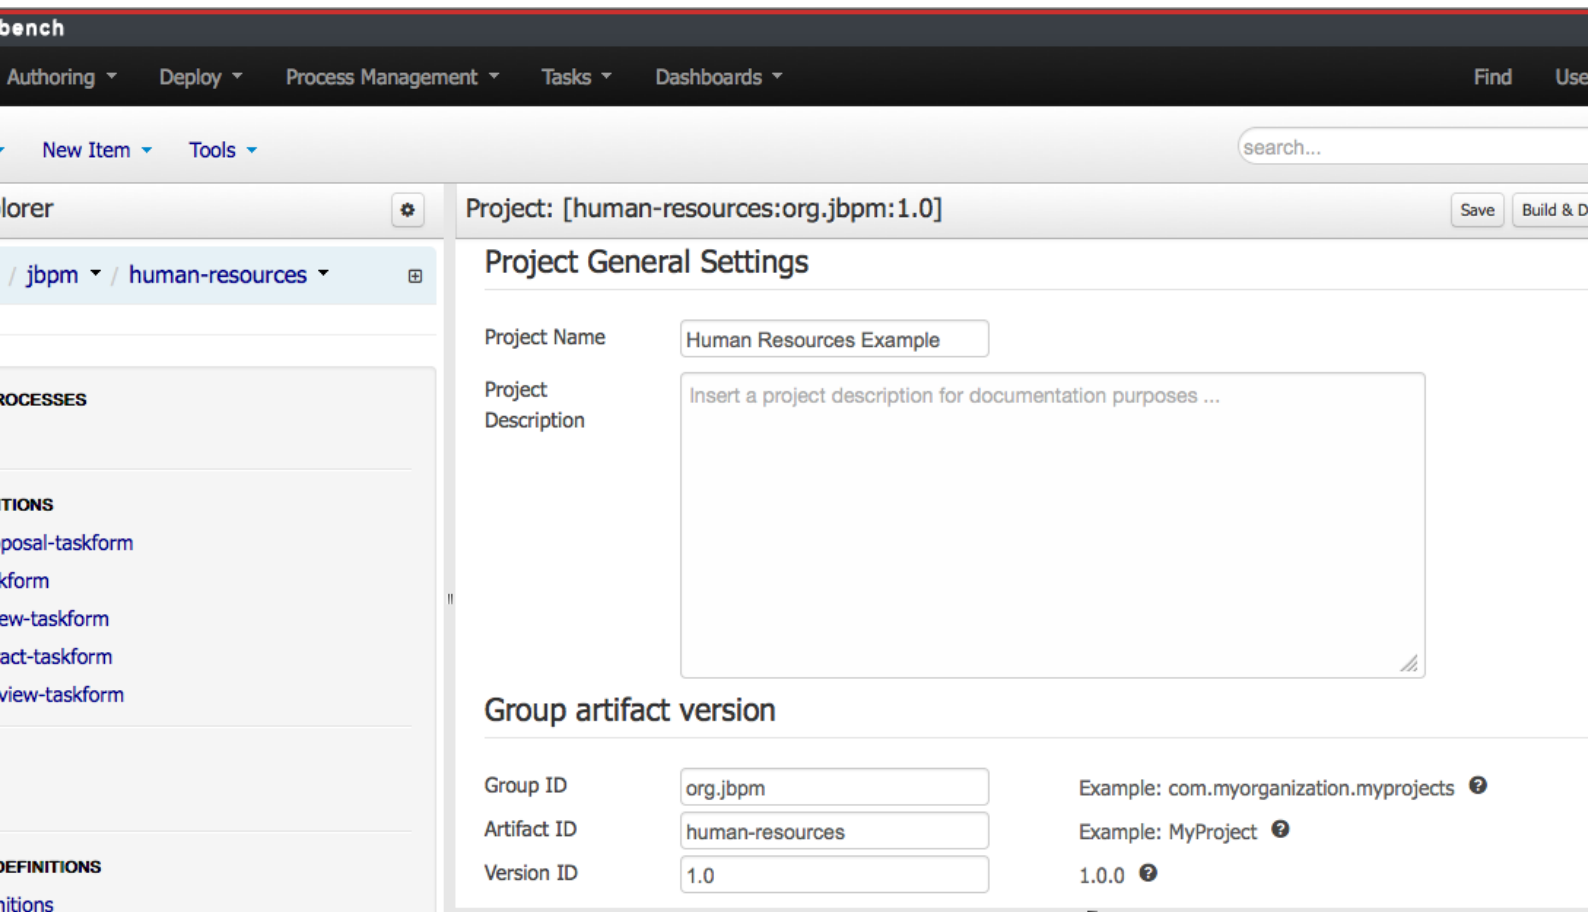 bench
Authoring Deploy Process Management Tasks Dashboards Find Use
New Item Tools search...
lorer
Project: [human-resources:org.jbpm:1.0] Save Build & D
/ jbpm / human-resources
Project General Settings
Project Name Human Resources Example
Project Description Insert a project description for documentation purposes ...
ROCESSES
ITIONS
posal-taskform
kform
ew-taskform
act-taskform
view-taskform
Group artifact version
Group ID org.jbpm Example: com.myorganization.myprojects
Artifact ID human-resources Example: MyProject
Version ID 1.0 1.0.0
DEFINITIONS
nitions